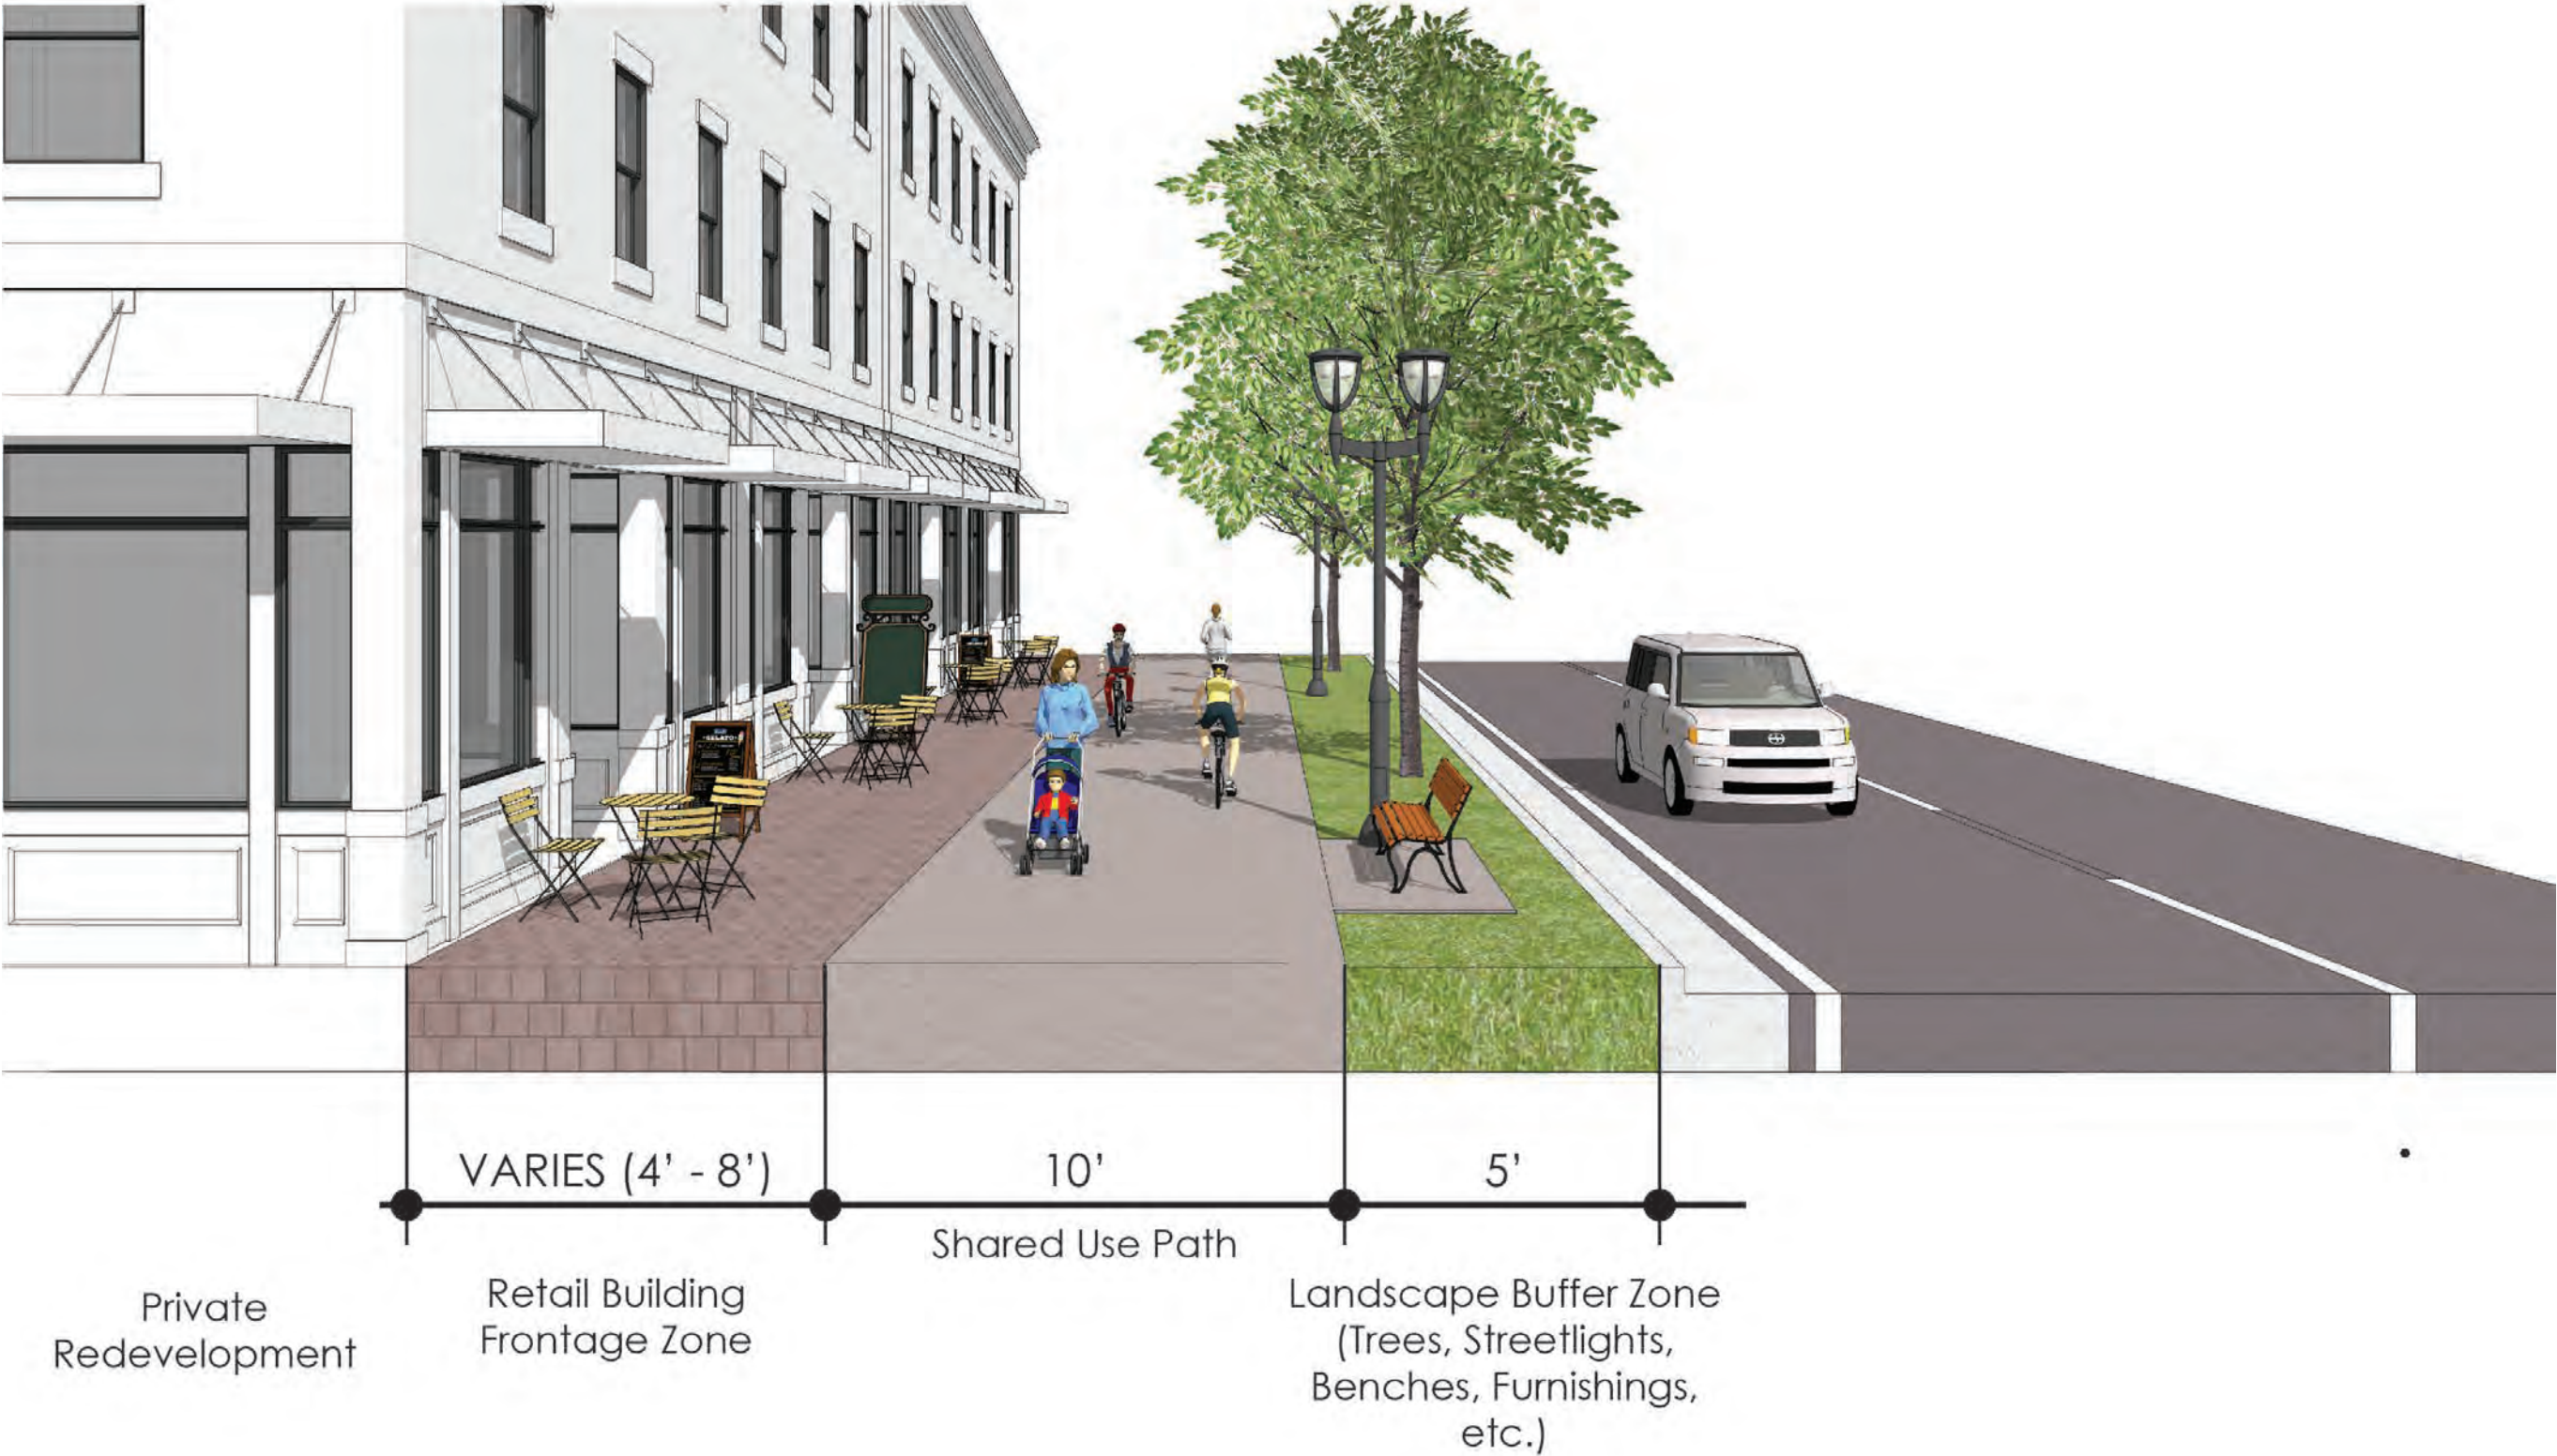 GELATO
VARIES (4' - 8')
10'
5'
Shared Use Path
Private
Redevelopment
Retail Building
Frontage Zone
Landscape Buffer Zone
(Trees, Streetlights,
Benches, Furnishings,
etc.)